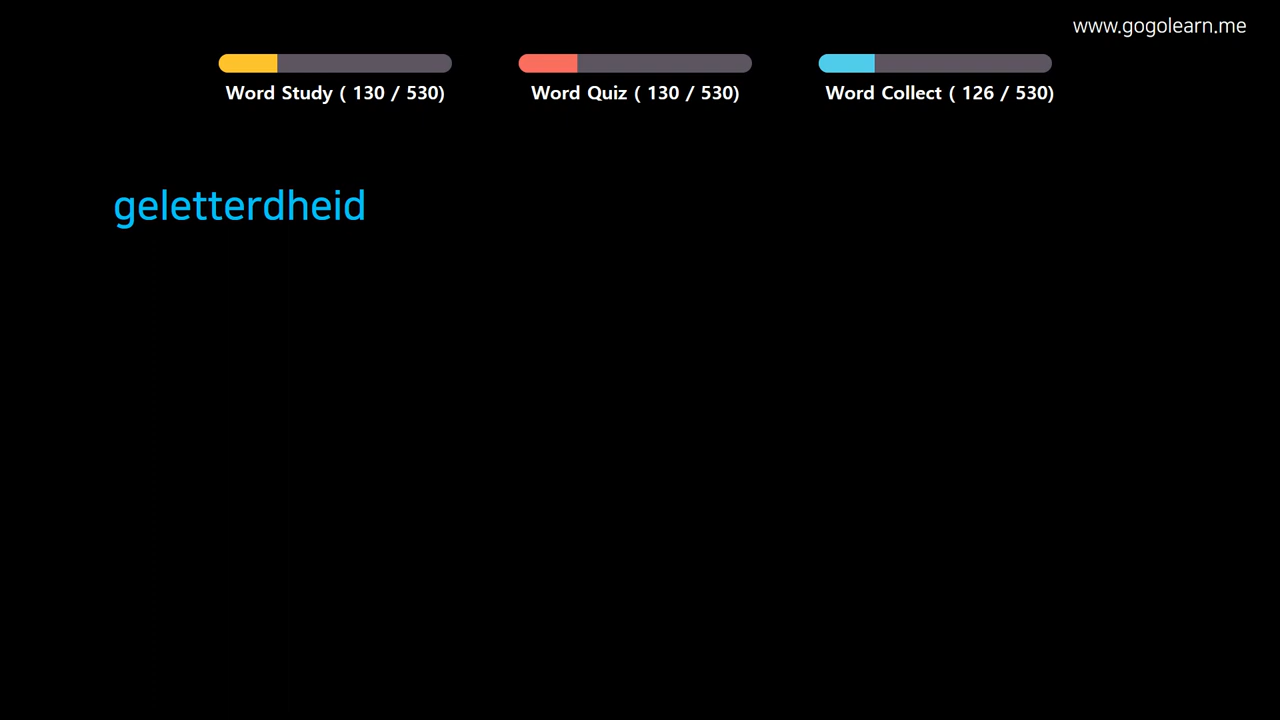 www.gogolearn.me
Word Study ( 130 / 530)
Word Quiz ( 130 / 530)
Word Collect ( 126 / 530)
geletterdheid